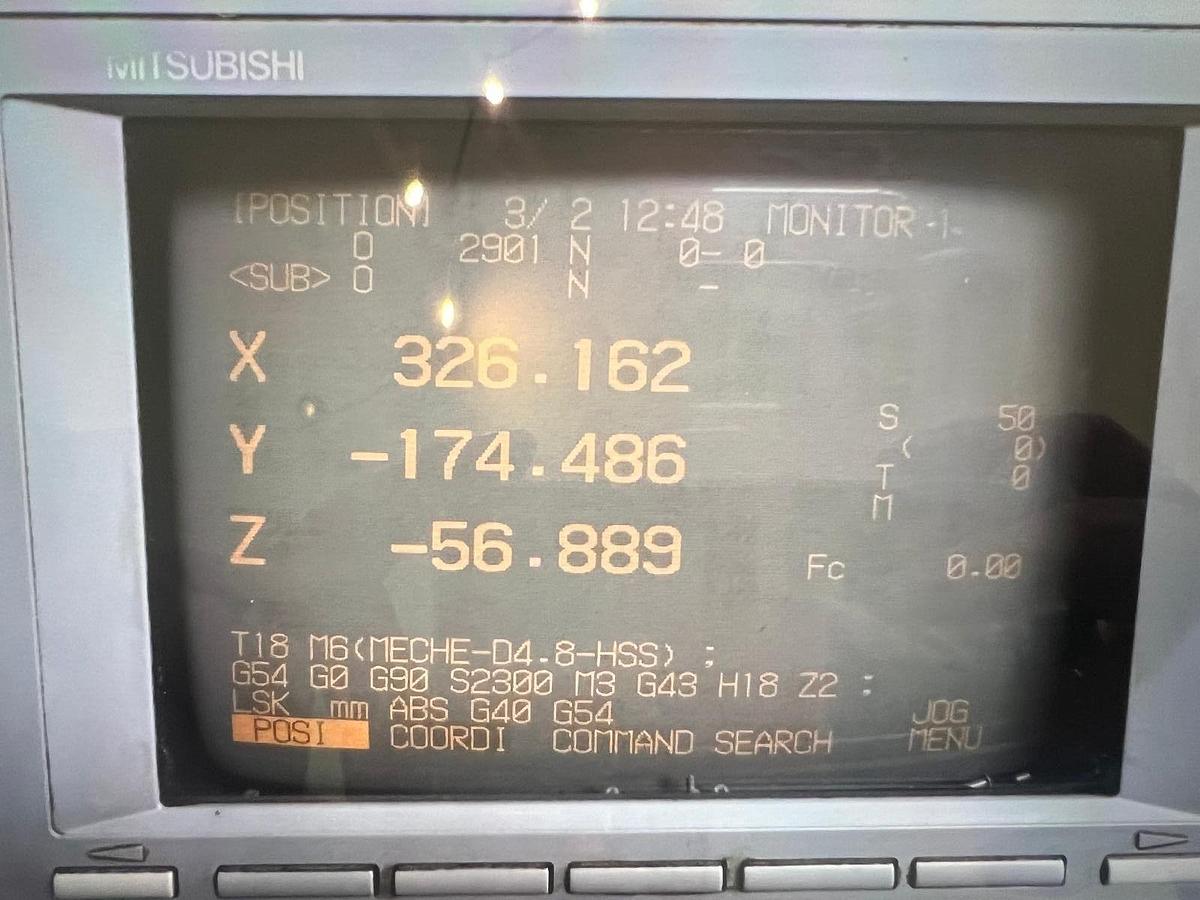 MITSUBISHI
[POSITION] 3/ 2 12:48 MONITOR 1
O 2901 N 0- 0
<SUB> O N -
X 326.162
Y -174.486
Z -56.889
S 50
( 0)
T 0
M
Fc 0.00
T18 M6(MECHE-D4.8-HSS) ;
G54 G0 G90 S2300 M3 G43 H18 Z2 ;
LSK mm ABS G40 G54 JOG
POSI COORDI COMMAND SEARCH MENU